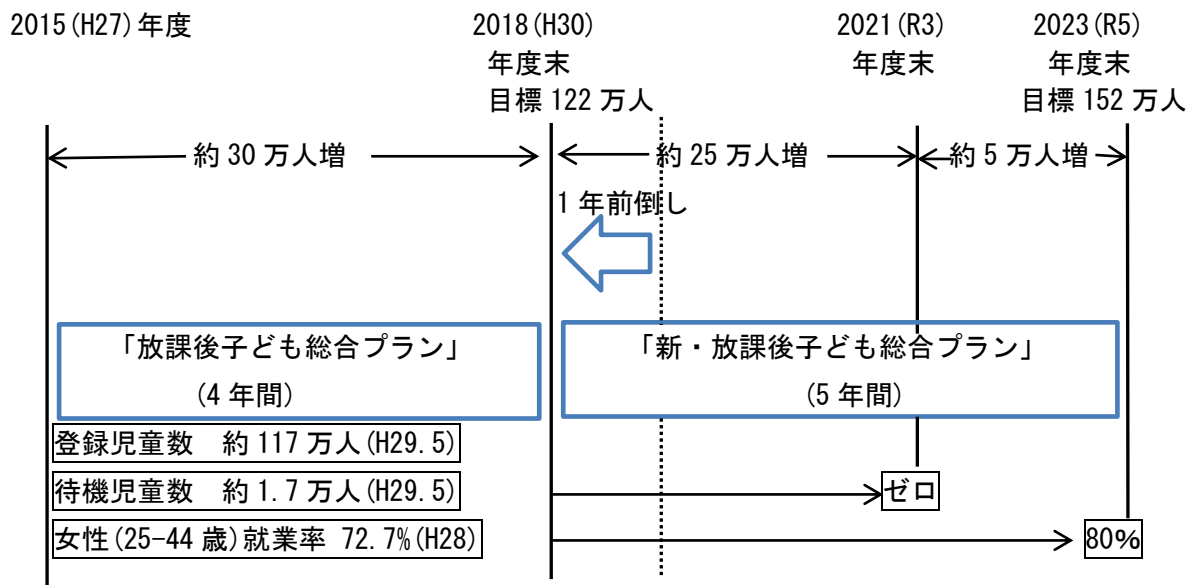 2015(H27)年度
2018(H30)
年度末
目標 122 万人
2021(R3)
年度末
2023(R5)
年度末
目標 152 万人
約 30 万人増
約 25 万人増
約 5 万人増
1 年前倒し
「放課後子ども総合プラン」
(4 年間)
「新・放課後子ども総合プラン」
(5 年間)
登録児童数　約 117 万人(H29.5)
待機児童数　約 1.7 万人(H29.5)
ゼロ
女性(25-44 歳)就業率 72.7%(H28)
80%